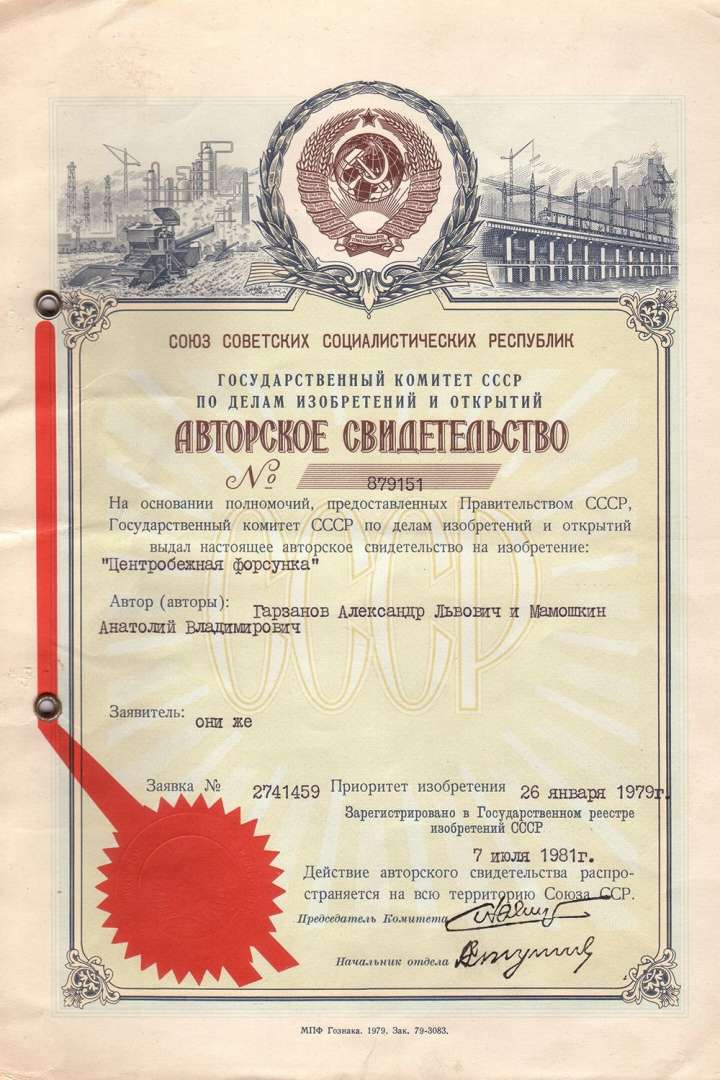 СОЮЗ СОВЕТСКИХ СОЦИАЛИСТИЧЕСКИХ РЕСПУБЛИК
ГОСУДАРСТВЕННЫЙ КОМИТЕТ СССР
ПО ДЕЛАМ ИЗОБРЕТЕНИЙ И ОТКРЫТИЙ
АВТОРСКОЕ СВИДЕТЕЛЬСТВО
№ 879151
На основании полномочий, предоставленных Правительством СССР,
Государственный комитет СССР по делам изобретений и открытий
выдал настоящее авторское свидетельство на изобретение:
"Центробежная форсунка"
Автор (авторы): Гарзанов Александр Львович и Мамошкин
Анатолий Владимирович
СССР
Заявитель: они же
Заявка № 2741459 Приоритет изобретения 26 января 1979г.
Зарегистрировано в Государственном реестре
изобретений СССР
7 июля 1981г.
Действие авторского свидетельства распро-
страняется на всю территорию Союза ССР.
Председатель Комитета
Начальник отдела
МПФ Гознака. 1979. Зак. 79-3083.